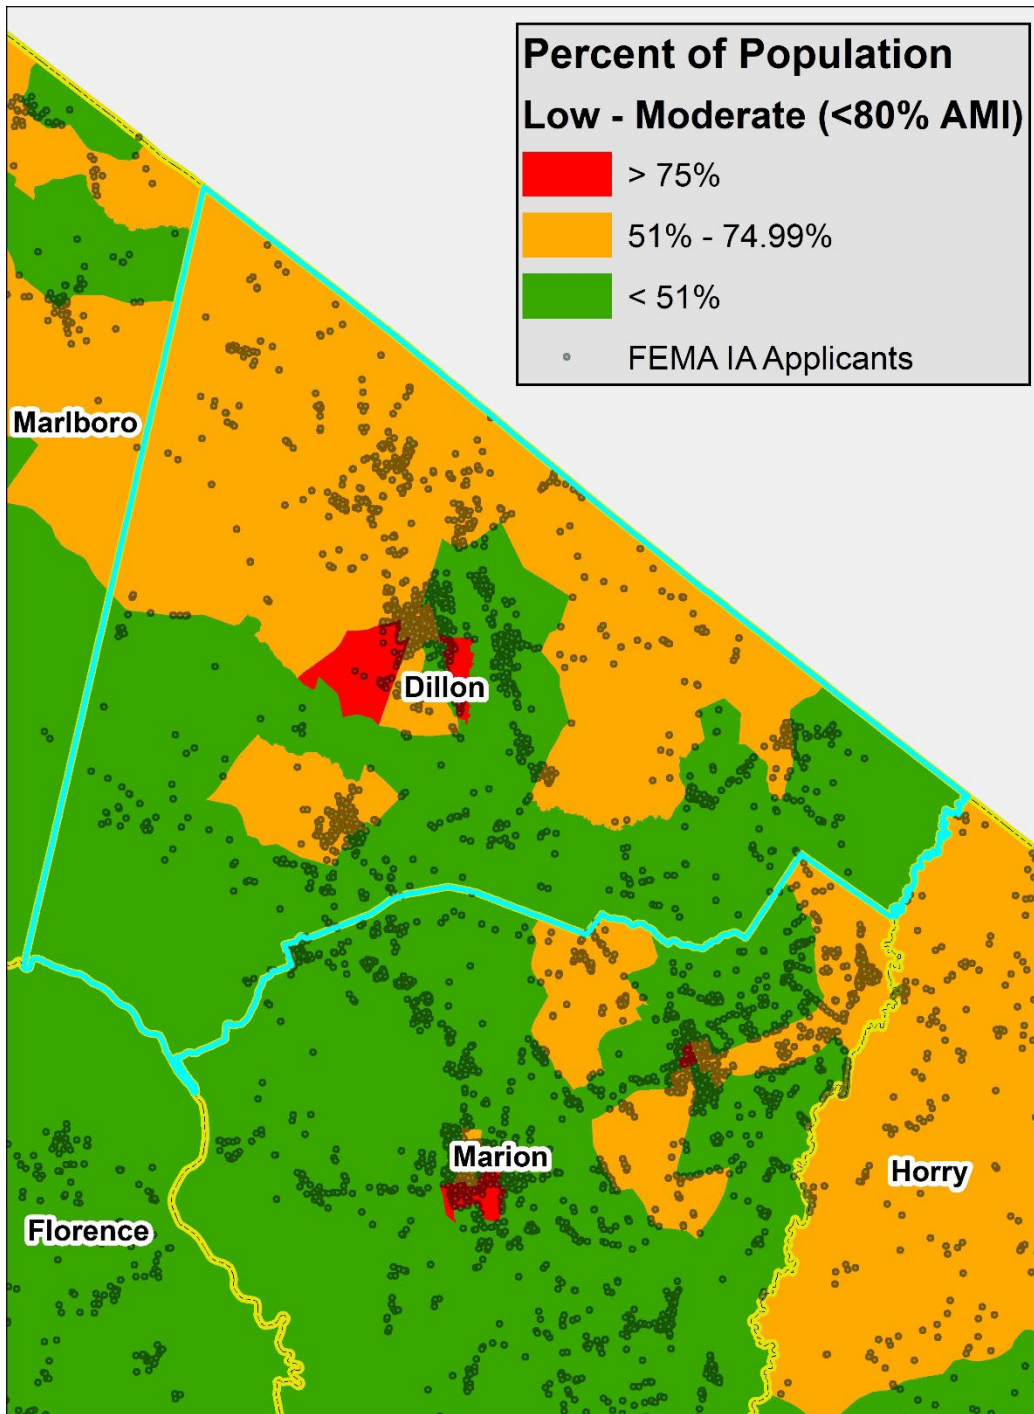 Percent of Population
Low - Moderate (<80% AMI)
> 75%
51% - 74.99%
< 51%
FEMA IA Applicants
Marlboro
Dillon
Marion
Horry
Florence